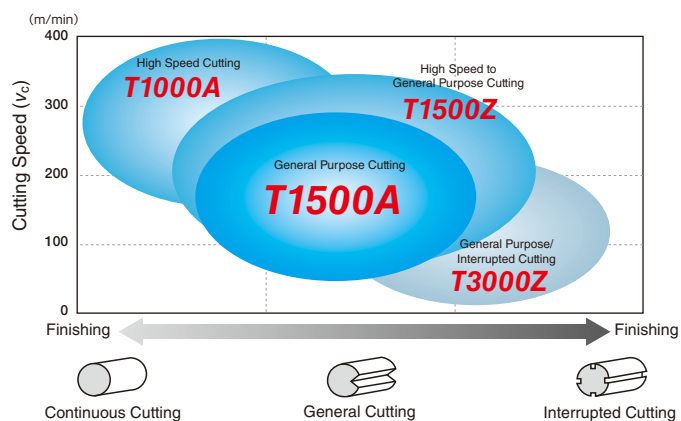 (m/min)
400
300
200
100
0
Cutting Speed (vc)
High Speed Cutting
T1000A
High Speed to
General Purpose Cutting
T1500Z
General Purpose Cutting
T1500A
General Purpose/
Interrupted Cutting
T3000Z
Finishing
Finishing
Continuous Cutting
General Cutting
Interrupted Cutting